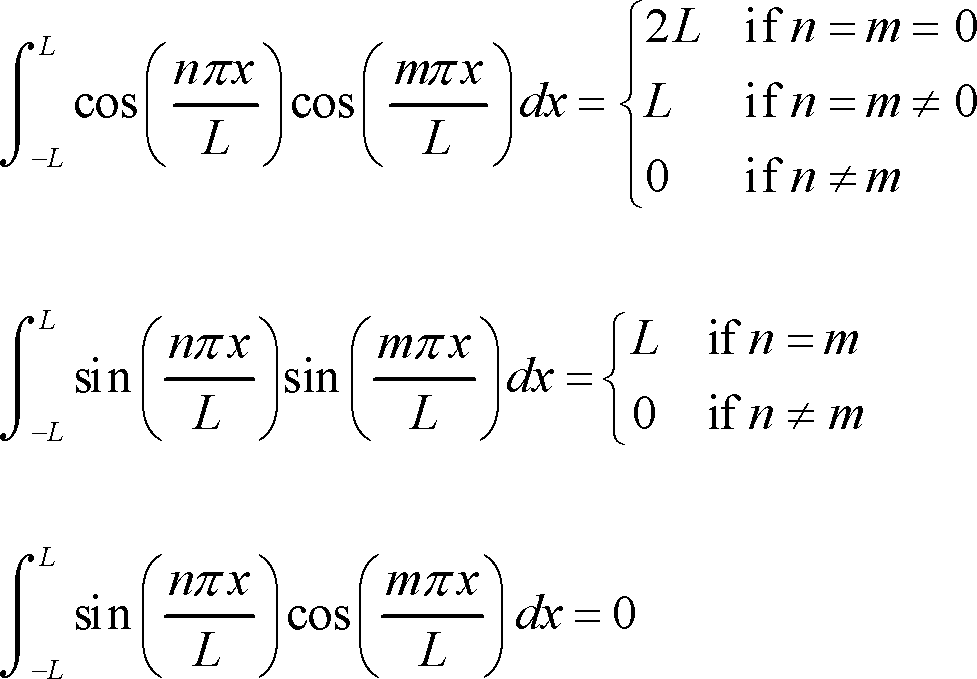 ∫_{-L}^{L} cos(nπx/L) cos(mπx/L) dx = { 2L if n = m = 0
L if n = m ≠ 0
0 if n ≠ m
∫_{-L}^{L} sin(nπx/L) sin(mπx/L) dx = { L if n = m
0 if n ≠ m
∫_{-L}^{L} sin(nπx/L) cos(mπx/L) dx = 0